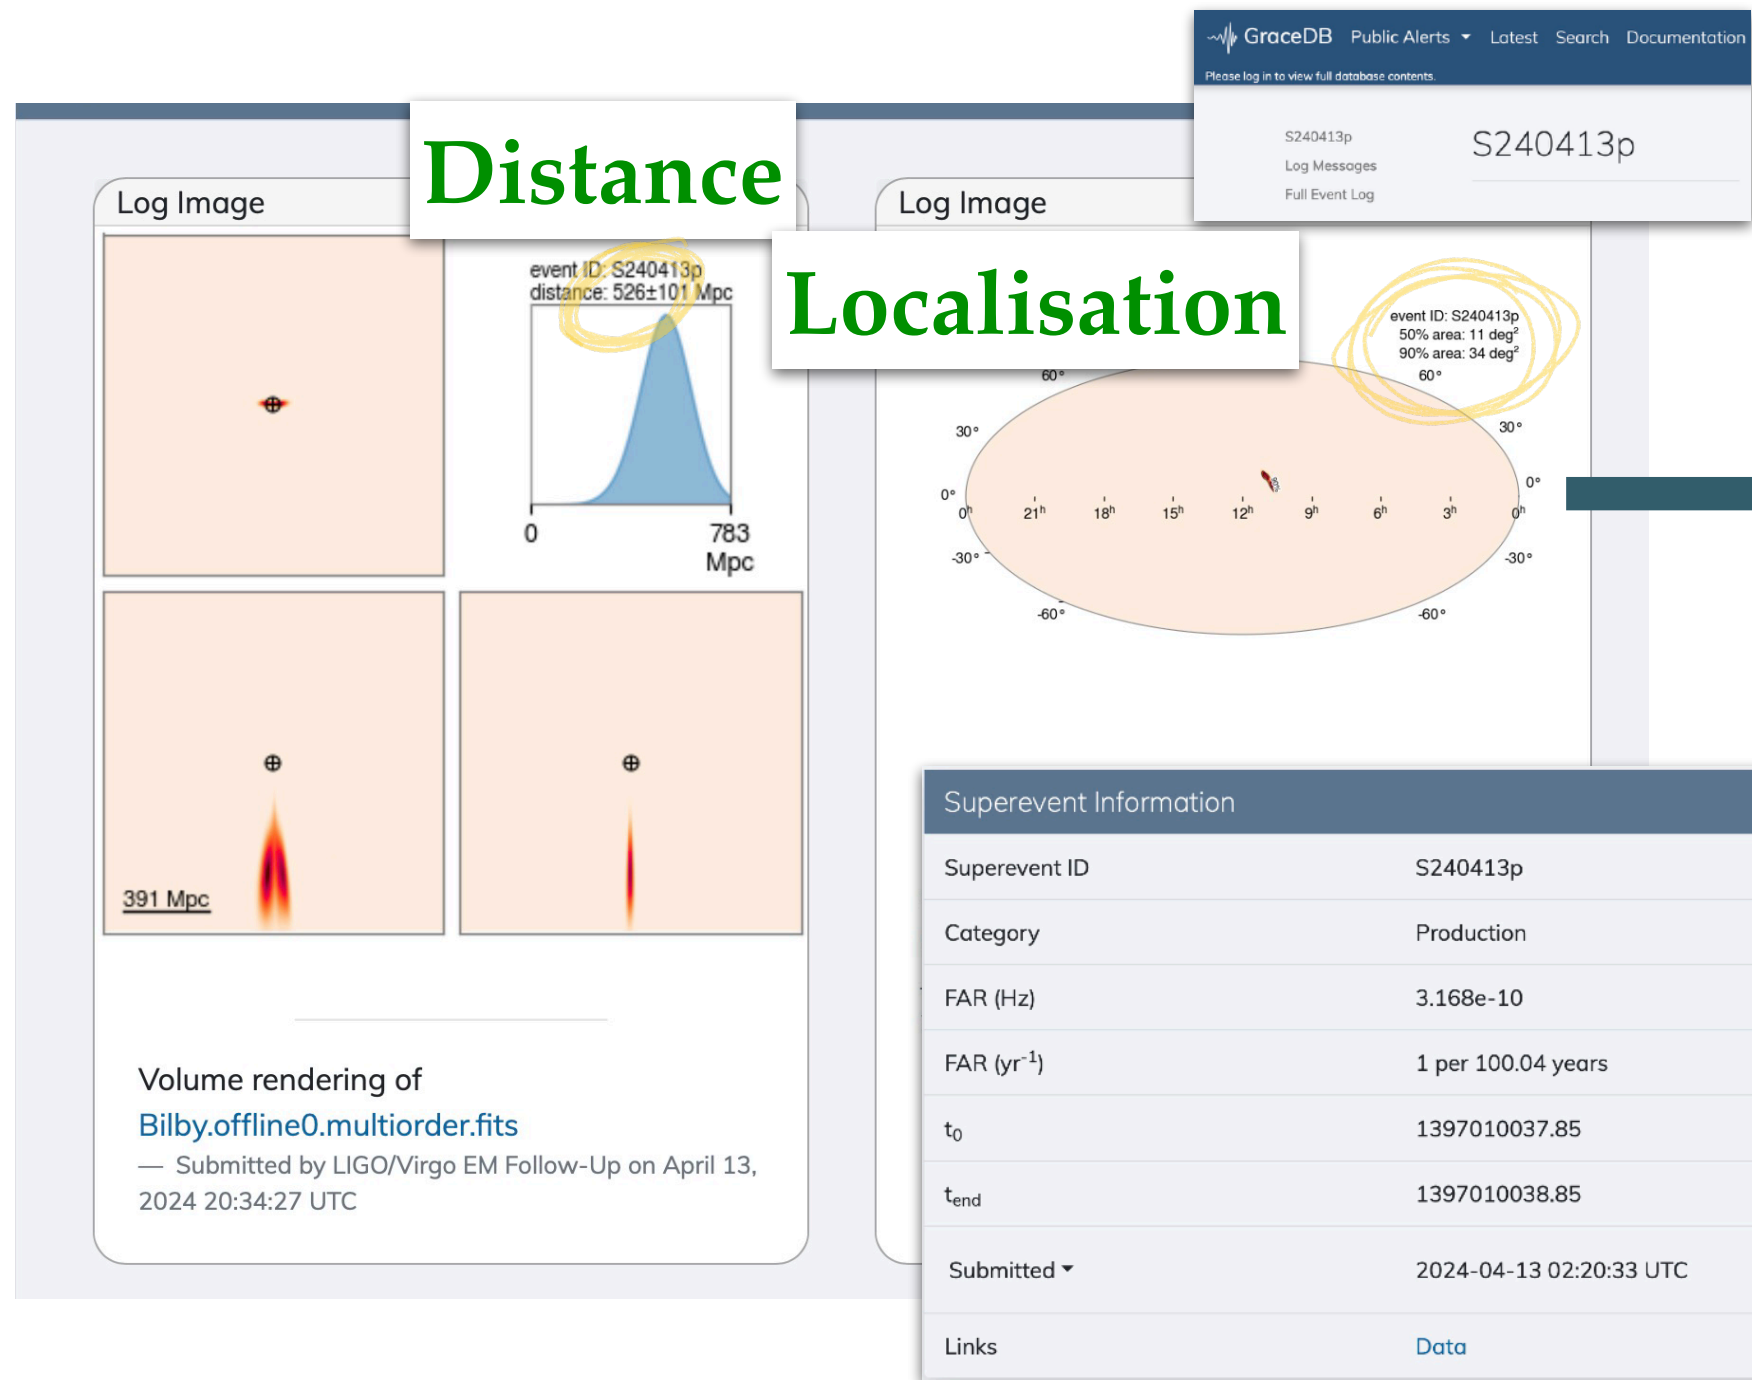 GraceDB Public Alerts Latest Search Documentation
Please log in to view full database contents.
S240413p
Log Messages
Full Event Log
S240413p
Distance
Localisation
Log Image
event ID: S240413p
distance: 526±101 Mpc
0 783
Mpc
391 Mpc
Volume rendering of
Bilby.offline0.multiorder.fits
— Submitted by LIGO/Virgo EM Follow-Up on April 13,
2024 20:34:27 UTC
Log Image
event ID: S240413p
50% area: 11 deg²
90% area: 34 deg²
60° 60°
30° 30°
0° 0°
0h 21h 18h 15h 12h 9h 6h 3h 0h
-30° -30°
-60° -60°
Superevent Information
Superevent ID S240413p
Category Production
FAR (Hz) 3.168e-10
FAR (yr⁻¹) 1 per 100.04 years
t0 1397010037.85
tend 1397010038.85
Submitted 2024-04-13 02:20:33 UTC
Links Data